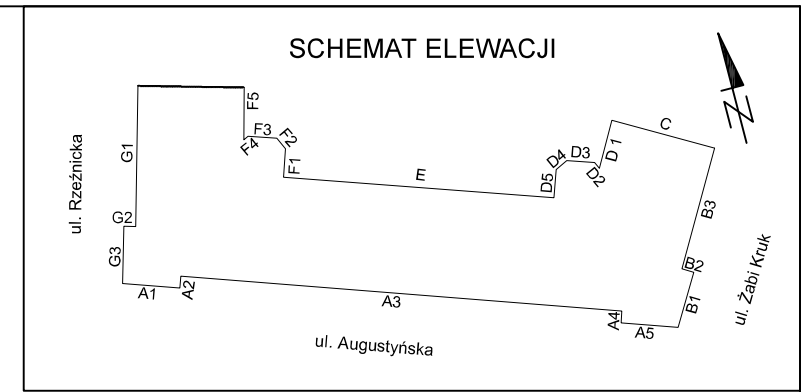 SCHEMAT ELEWACJI
ul. Rzeźnicka
G1
G2
G3
F5
F3
F4
F2
F1
E
D5
D4
D3
D2
D 1
C
B3
B2
B1
ul. Żabi Kruk
A1
A2
A3
A4
A5
ul. Augustyńska
N